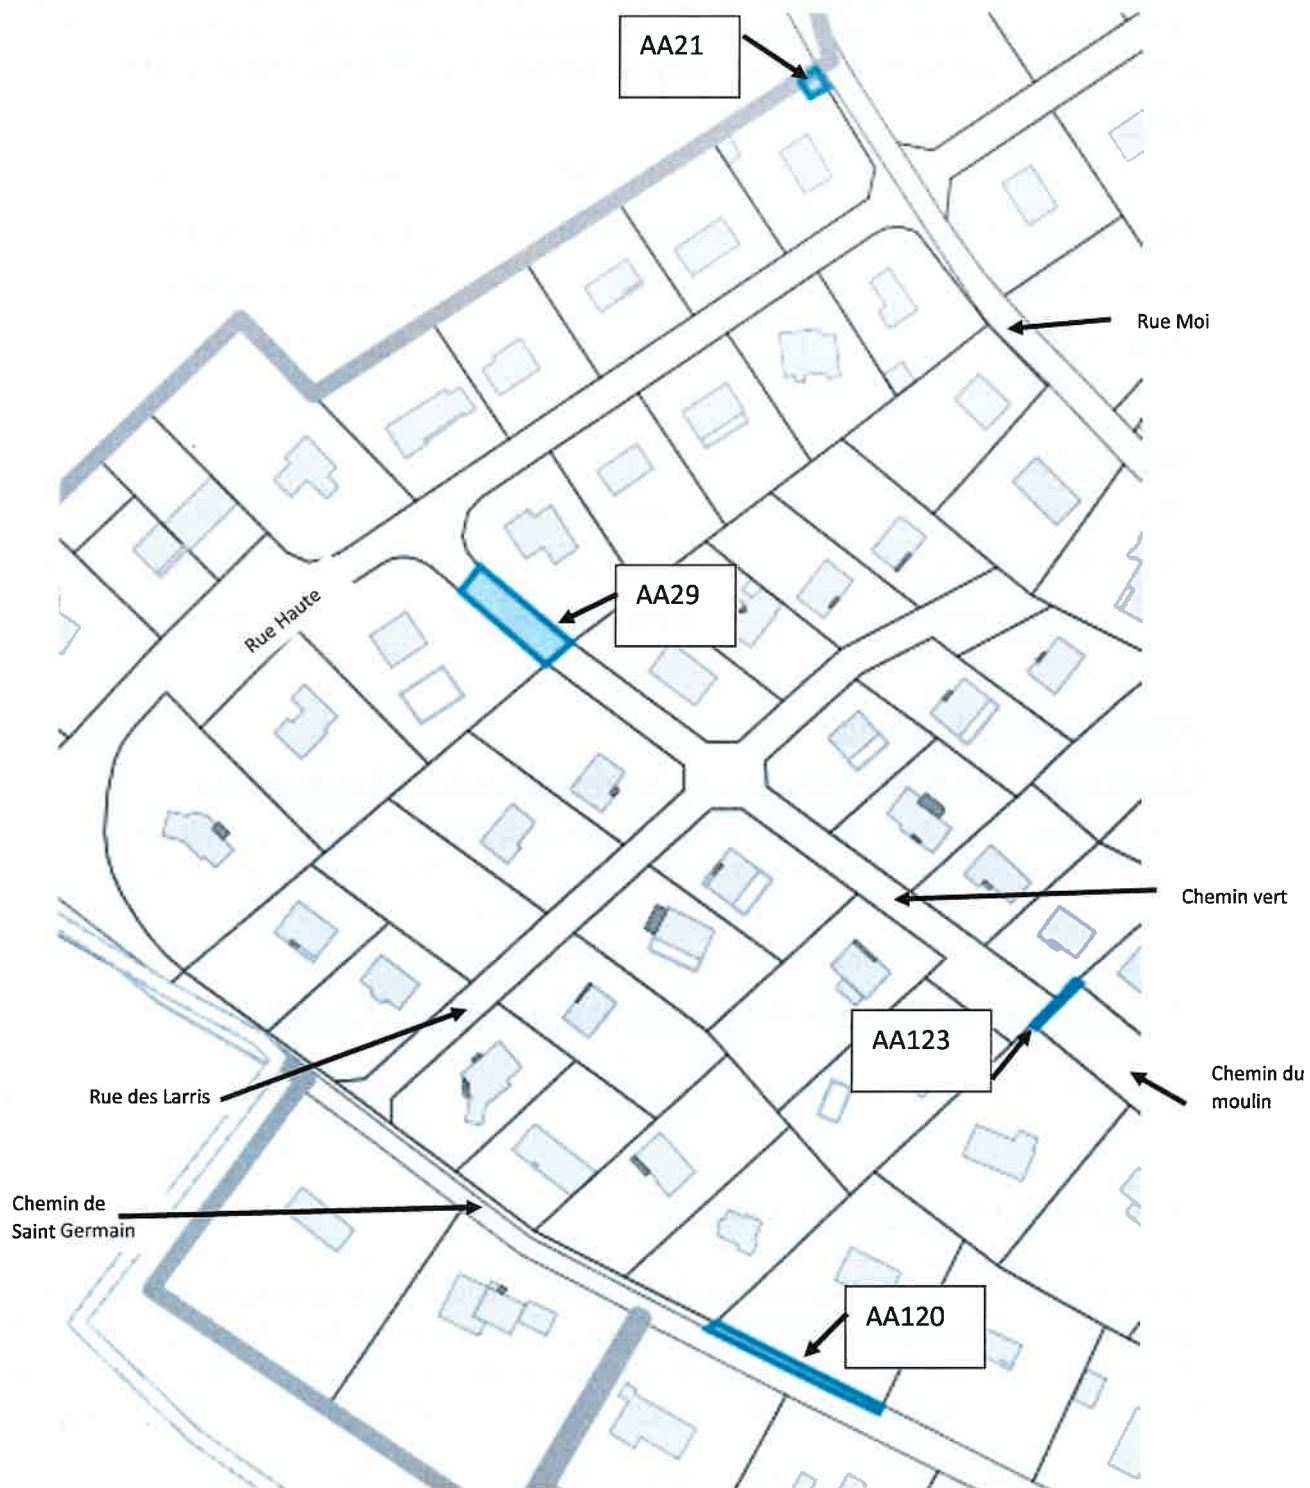 AA21
Rue Moi
AA29
Rue Haute
Chemin vert
AA123
Rue des Larris
Chemin du
moulin
Chemin de
Saint Germain
AA120